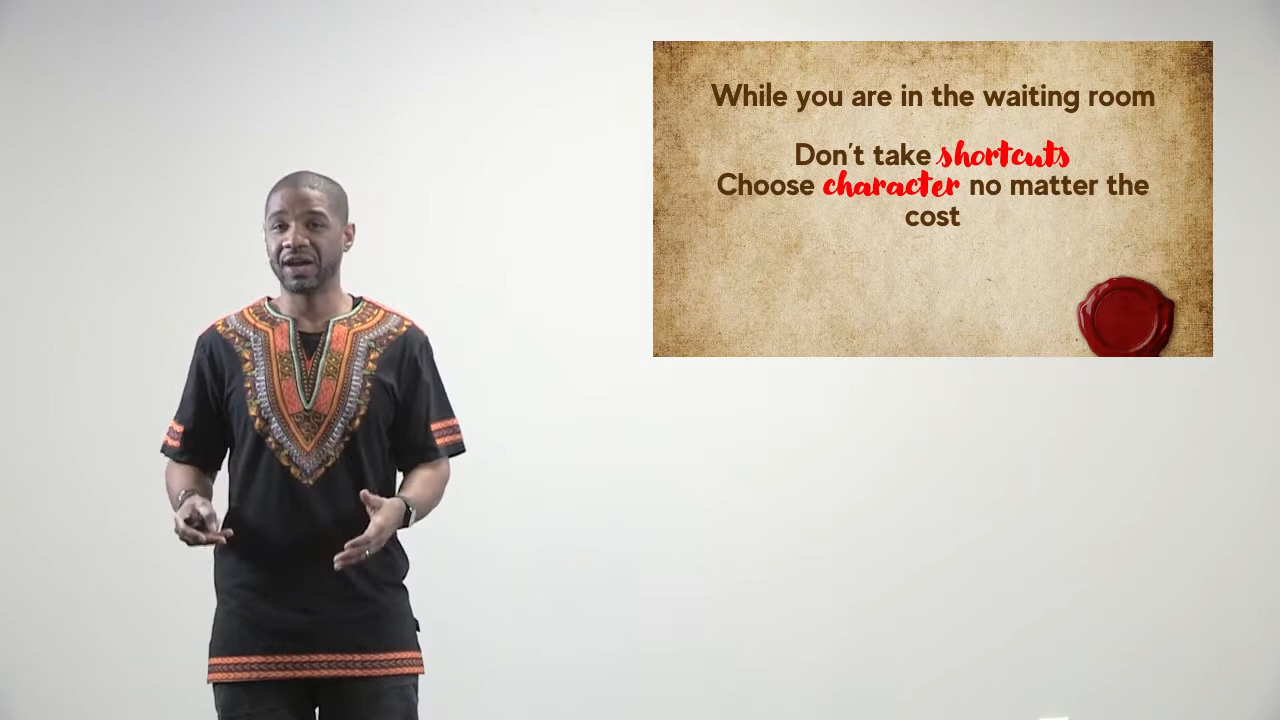 While you are in the waiting room
Don't take shortcuts
Choose character no matter the
cost